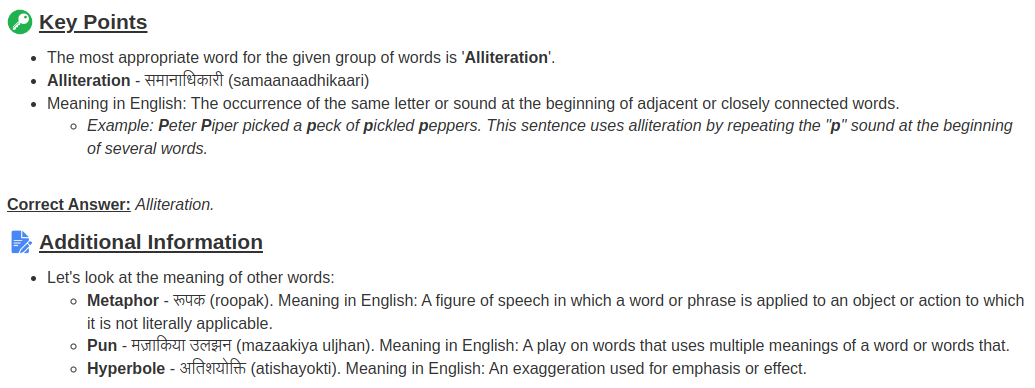 Key Points
• The most appropriate word for the given group of words is 'Alliteration'.
• Alliteration - समानाधिकारी (samaanaadhikaari)
• Meaning in English: The occurrence of the same letter or sound at the beginning of adjacent or closely connected words.
◦ Example: Peter Piper picked a peck of pickled peppers. This sentence uses alliteration by repeating the "p" sound at the beginning
of several words.
Correct Answer: Alliteration.
Additional Information
• Let's look at the meaning of other words:
◦ Metaphor - रूपक (roopak). Meaning in English: A figure of speech in which a word or phrase is applied to an object or action to which
it is not literally applicable.
◦ Pun - मज़ाकिया उलझन (mazaakiya uljhan). Meaning in English: A play on words that uses multiple meanings of a word or words that.
◦ Hyperbole - अतिशयोक्ति (atishayokti). Meaning in English: An exaggeration used for emphasis or effect.